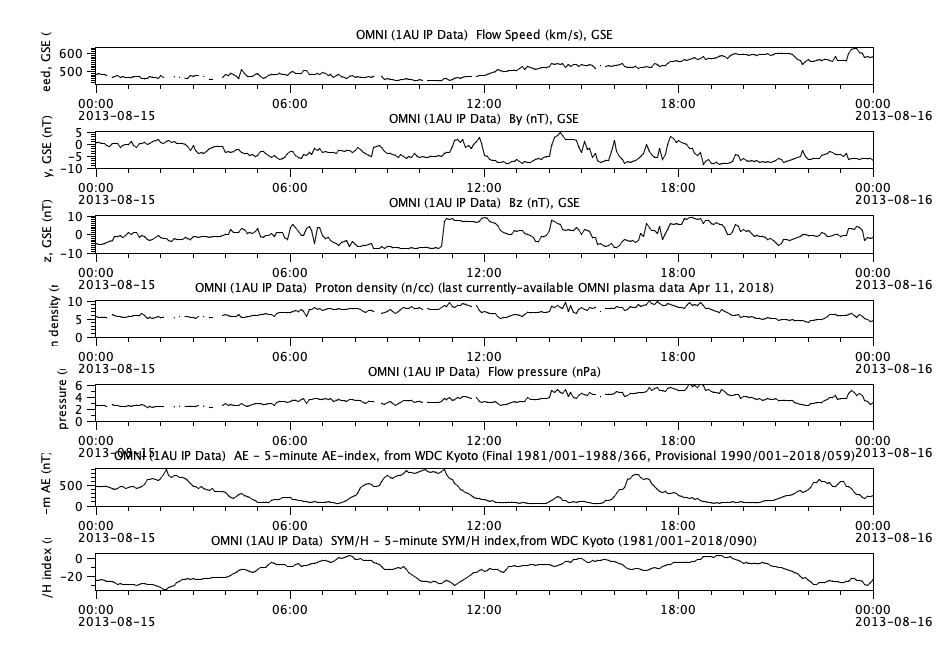 OMNI (1AU IP Data) Flow Speed (km/s), GSE
eed, GSE (
600
500
00:00 06:00 12:00 18:00 00:00
2013-08-15 2013-08-16
OMNI (1AU IP Data) By (nT), GSE
y, GSE (nT)
5
0
-5
-10
00:00 06:00 12:00 18:00 00:00
2013-08-15 2013-08-16
OMNI (1AU IP Data) Bz (nT), GSE
z, GSE (nT)
10
0
-10
00:00 06:00 12:00 18:00 00:00
2013-08-15 2013-08-16
OMNI (1AU IP Data) Proton density (n/cc) (last currently-available OMNI plasma data Apr 11, 2018)
n density (
10
5
0
00:00 06:00 12:00 18:00 00:00
2013-08-15 2013-08-16
OMNI (1AU IP Data) Flow pressure (nPa)
pressure (
6
4
2
0
00:00 06:00 12:00 18:00 00:00
2013-08-15 2013-08-16
OMNI (1AU IP Data) AE - 5-minute AE-index, from WDC Kyoto (Final 1981/001-1988/366, Provisional 1990/001-2018/059)
-m AE (nT)
500
0
00:00 06:00 12:00 18:00 00:00
2013-08-15 2013-08-16
OMNI (1AU IP Data) SYM/H - 5-minute SYM/H index,from WDC Kyoto (1981/001-2018/090)
/H index (
0
-20
00:00 06:00 12:00 18:00 00:00
2013-08-15 2013-08-16